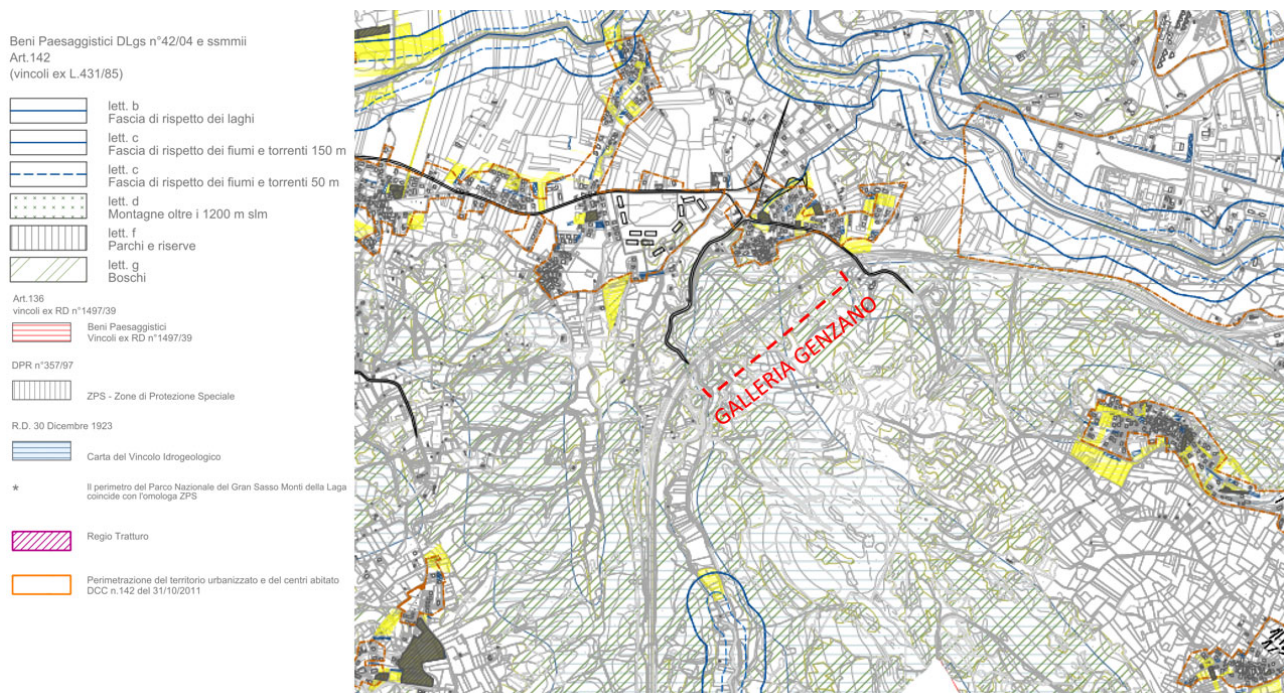 Beni Paesaggistici DLgs n°42/04 e ssmmii
Art.142
(vincoli ex L.431/85)
lett. b
Fascia di rispetto dei laghi
lett. c
Fascia di rispetto dei fiumi e torrenti 150 m
lett. c
Fascia di rispetto dei fiumi e torrenti 50 m
lett. d
Montagne oltre i 1200 m slm
lett. f
Parchi e riserve
lett. g
Boschi
Art.136
vincoli ex RD n°1497/39
Beni Paesaggistici
Vincoli ex RD n°1497/39
DPR n°357/97
ZPS - Zone di Protezione Speciale
R.D. 30 Dicembre 1923
Carta del Vincolo Idrogeologico
* Il perimetro del Parco Nazionale del Gran Sasso Monti della Laga
coincide con l'omologa ZPS
Regio Tratturo
Perimetrazione del territorio urbanizzato e del centri abitato
DCC n.142 del 31/10/2011
GALLERIA GENZANO